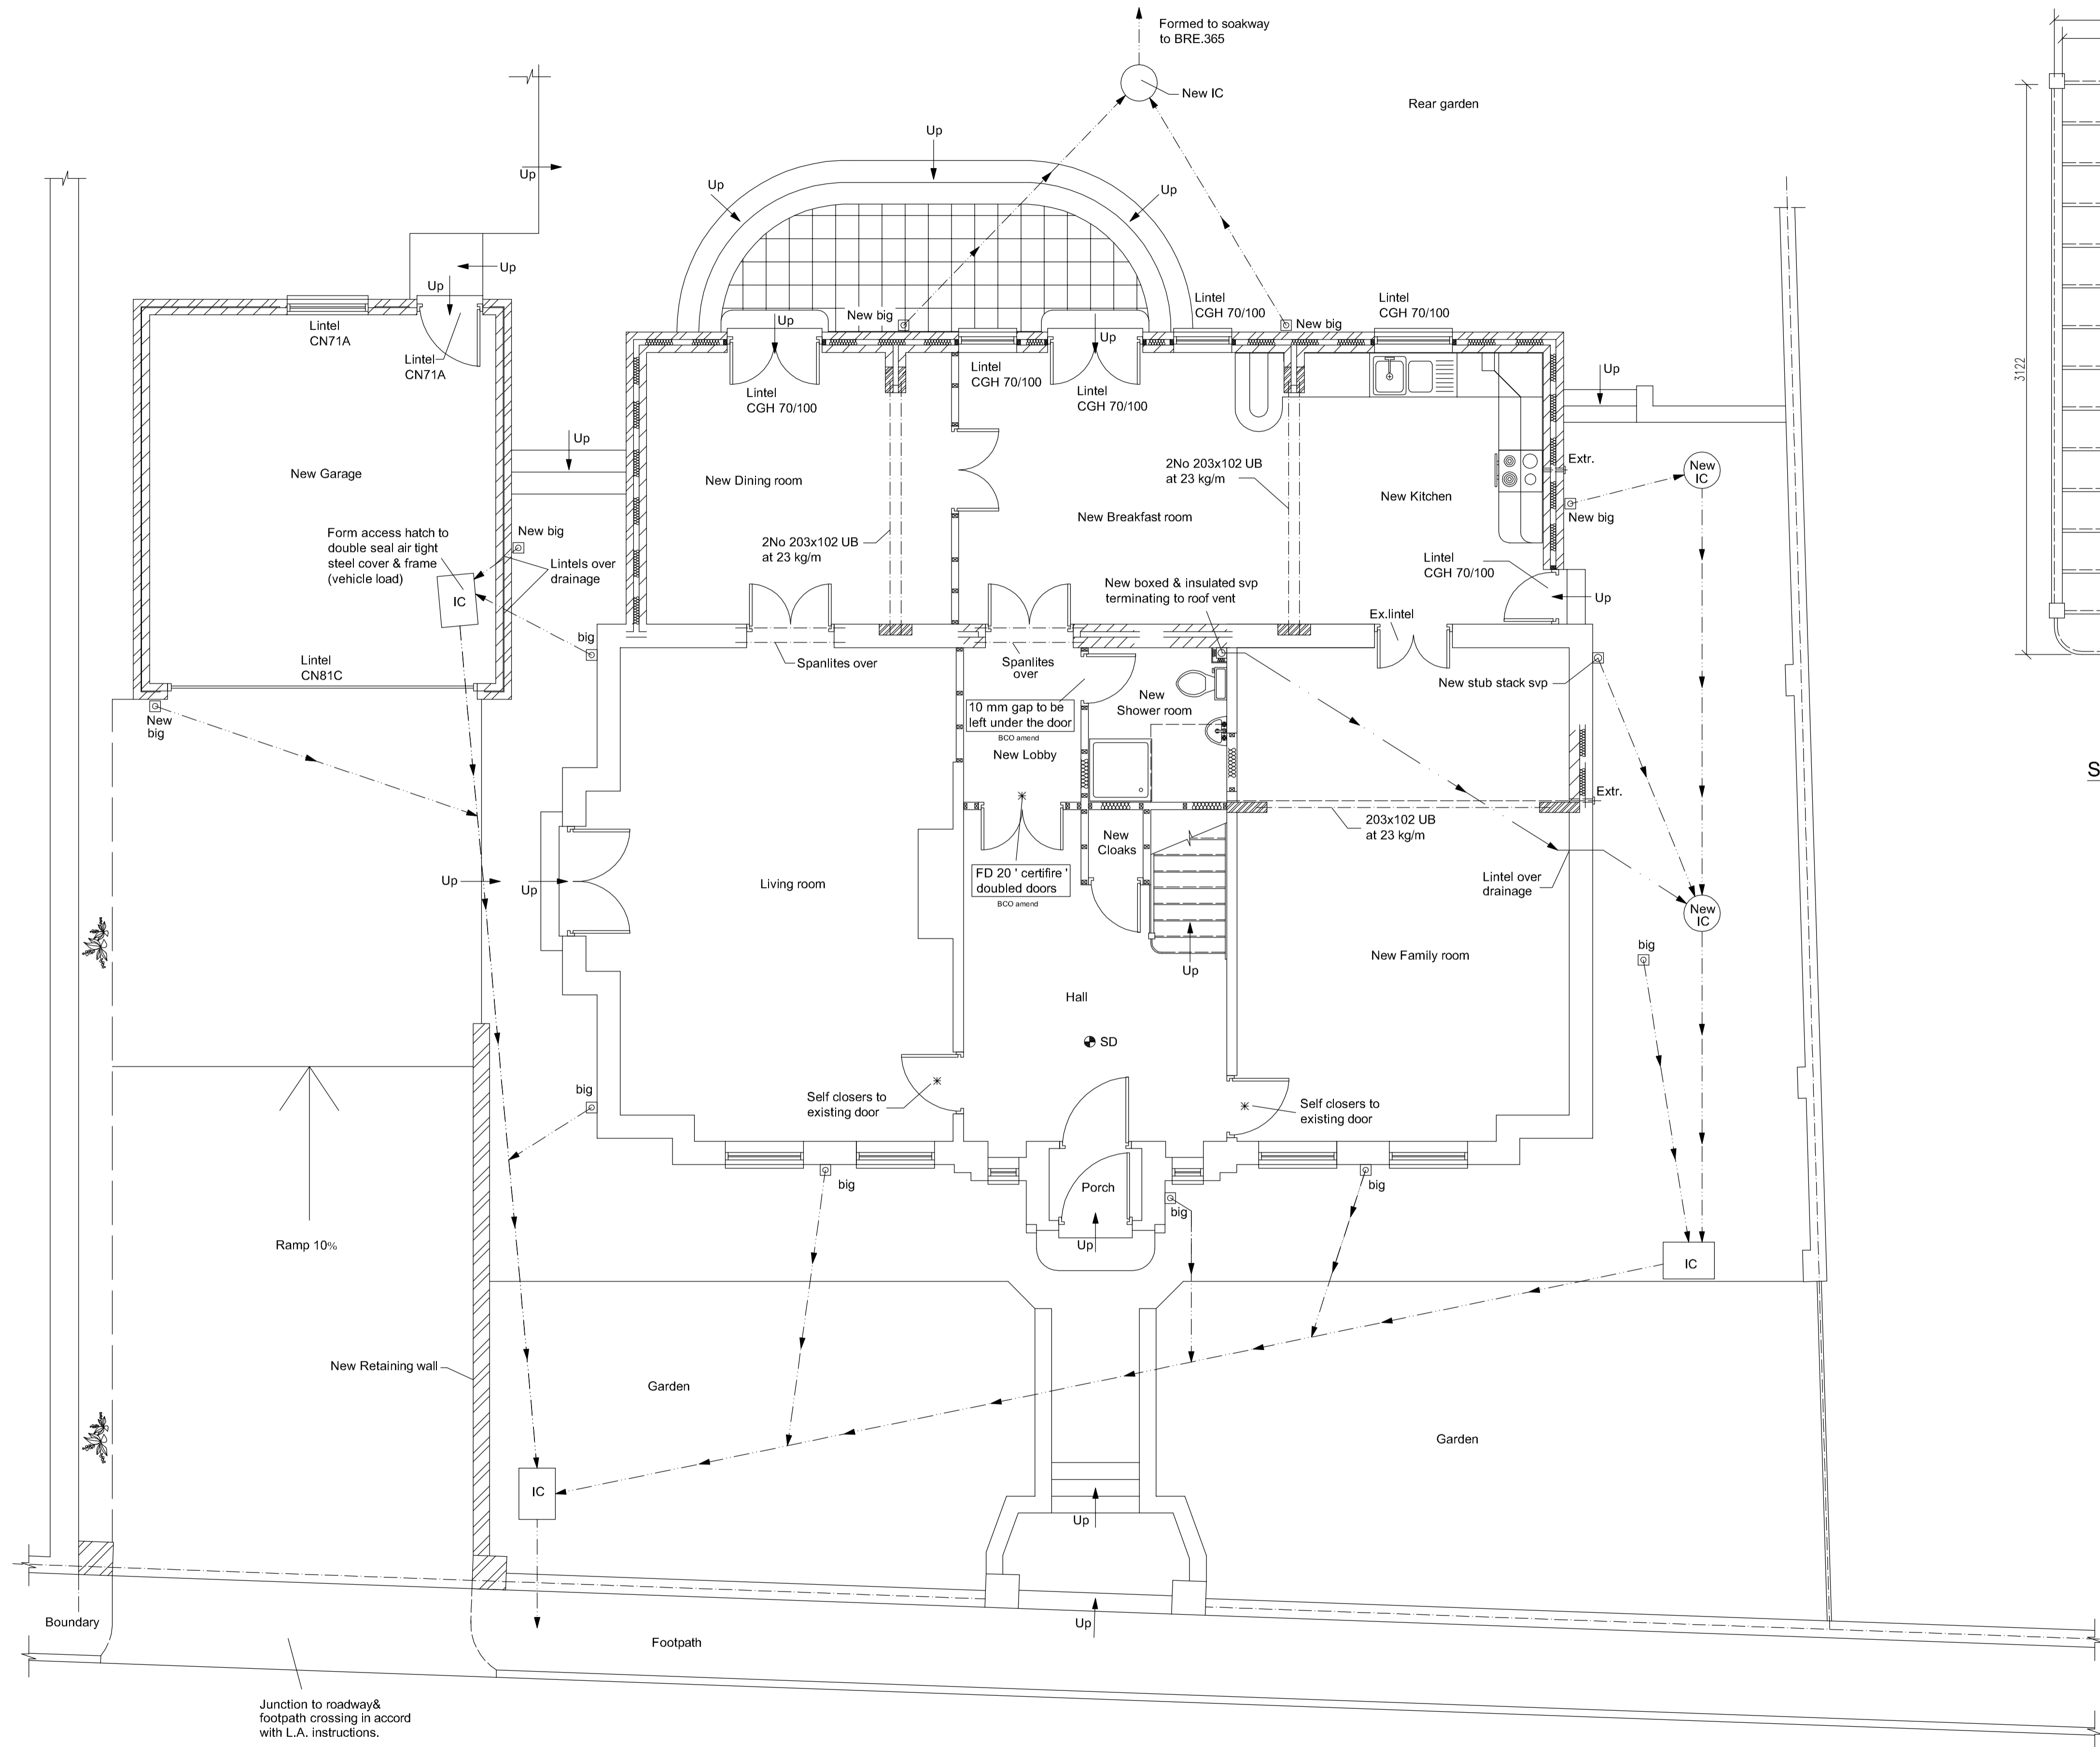 Formed to soakway
to BRE.365
New IC
Rear garden
Up
Up
Up
Up
Up
Up
Up
Lintel
CN71A
Lintel
CN71A
New Garage
Form access hatch to
double seal air tight
steel cover & frame
(vehicle load)
IC
Lintel
CN81C
New big
Lintels over
drainage
big
New
big
Up
New big
Up
Up
Lintel
CGH 70/100
Lintel
CGH 70/100
Lintel
CGH 70/100
Lintel
CGH 70/100
New big
Lintel
CGH 70/100
New Dining room
2No 203x102 UB
at 23 kg/m
New Breakfast room
2No 203x102 UB
at 23 kg/m
New Kitchen
Up
Extr.
New
IC
New big
Lintel
CGH 70/100
Up
New boxed & insulated svp
terminating to roof vent
Ex.lintel
Spanlites over
Spanlites
over
New stub stack svp
10 mm gap to be
left under the door
BCO amend
New
Shower room
New Lobby
Extr.
203x102 UB
at 23 kg/m
New
Cloaks
FD 20 ' certifire '
doubled doors
BCO amend
Lintel over
drainage
New
IC
big
Living room
Up
Up
Up
New Family room
Hall
SD
Self closers to
existing door
Self closers to
existing door
big
big
Porch
big
big
Up
Ramp 10%
IC
New Retaining wall
Garden
Garden
IC
Up
Up
Boundary
Footpath
Junction to roadway&
footpath crossing in accord
with L.A. instructions.
3122
S